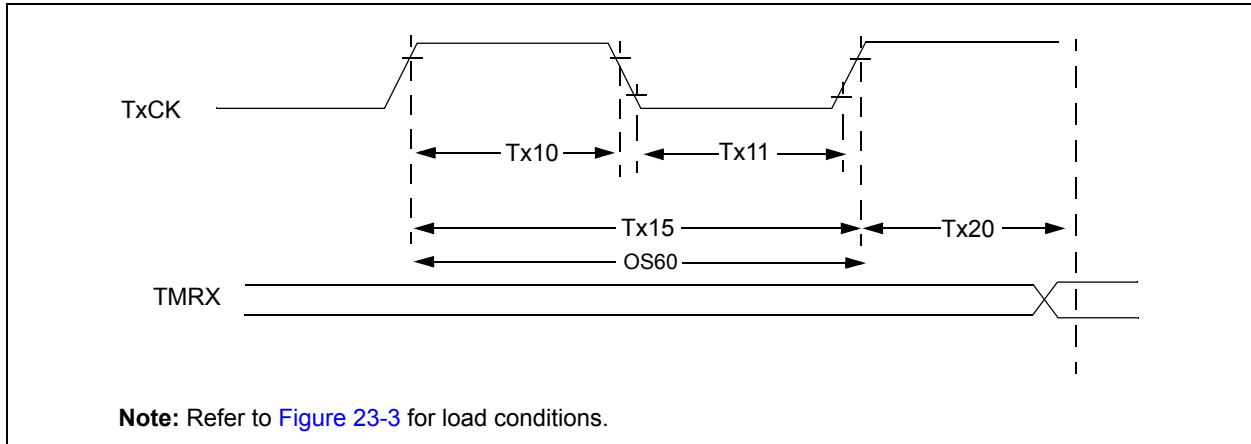 TxCK
Tx10
Tx11
Tx15
Tx20
OS60
TMRX
Note: Refer to Figure 23-3 for load conditions.